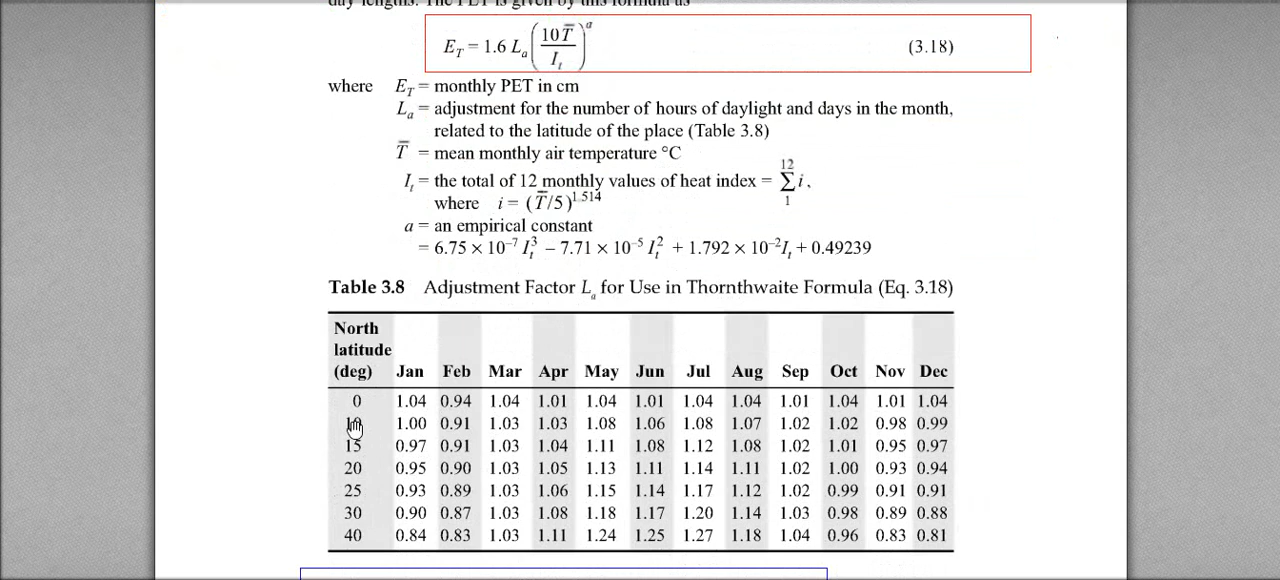 day lengths. The PET is given by this formula as
E_T = 1.6 L_a (10T̅ / I_t)^a (3.18)
where E_T = monthly PET in cm
L_a = adjustment for the number of hours of daylight and days in the month,
related to the latitude of the place (Table 3.8)
T̅ = mean monthly air temperature °C
I_t = the total of 12 monthly values of heat index = ∑_1^12 i,
where i = (T̅/5)^1.514
a = an empirical constant
= 6.75 × 10^–7 I_t^3 – 7.71 × 10^–5 I_t^2 + 1.792 × 10^–2 I_t + 0.49239
Table 3.8 Adjustment Factor L_a for Use in Thornthwaite Formula (Eq. 3.18)
North
latitude
(deg) Jan Feb Mar Apr May Jun Jul Aug Sep Oct Nov Dec
0 1.04 0.94 1.04 1.01 1.04 1.01 1.04 1.04 1.01 1.04 1.01 1.04
10 1.00 0.91 1.03 1.03 1.08 1.06 1.08 1.07 1.02 1.02 0.98 0.99
15 0.97 0.91 1.03 1.04 1.11 1.08 1.12 1.08 1.02 1.01 0.95 0.97
20 0.95 0.90 1.03 1.05 1.13 1.11 1.14 1.11 1.02 1.00 0.93 0.94
25 0.93 0.89 1.03 1.06 1.15 1.14 1.17 1.12 1.02 0.99 0.91 0.91
30 0.90 0.87 1.03 1.08 1.18 1.17 1.20 1.14 1.03 0.98 0.89 0.88
40 0.84 0.83 1.03 1.11 1.24 1.25 1.27 1.18 1.04 0.96 0.83 0.81